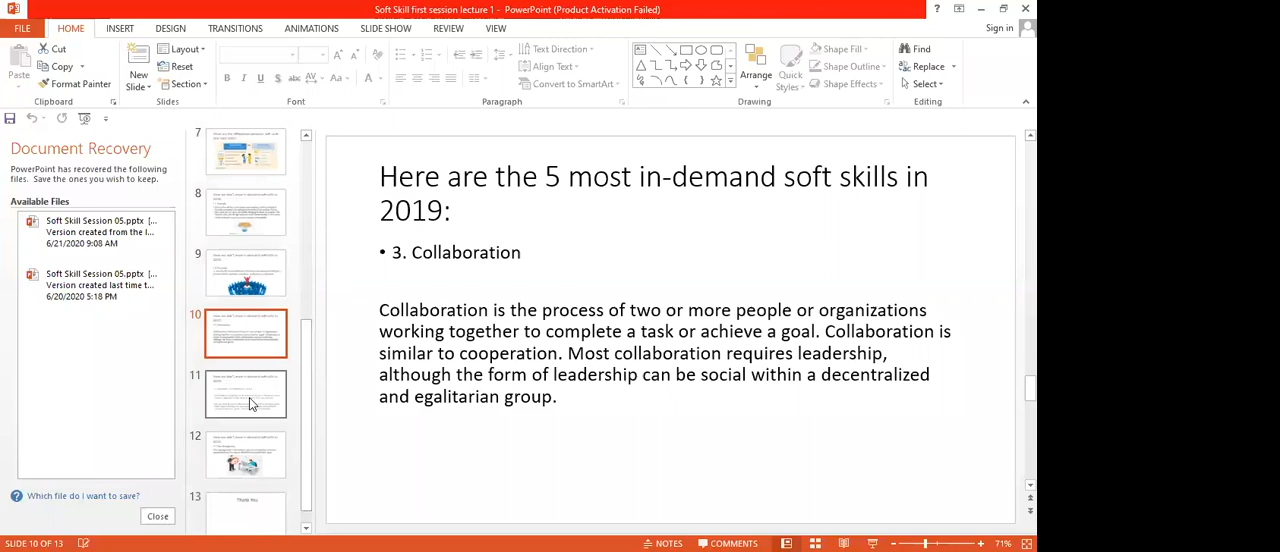 Soft Skill first session lecture 1 - PowerPoint (Product Activation Failed)
FILE HOME INSERT DESIGN TRANSITIONS ANIMATIONS SLIDE SHOW REVIEW VIEW Sign in
Paste
Cut
Copy
Format Painter
Clipboard
New Slide
Layout
Reset
Section
Slides
Font
Text Direction
Align Text
Convert to SmartArt
Paragraph
Arrange
Quick Styles
Shape Fill
Shape Outline
Shape Effects
Drawing
Find
Replace
Select
Editing
Document Recovery
PowerPoint has recovered the following
files. Save the ones you wish to keep.
Available Files
Soft Skill Session 05.pptx [...
Version created from the l...
6/21/2020 9:08 AM
Soft Skill Session 05.pptx [...
Version created last time t...
6/20/2020 5:18 PM
Which file do I want to save?
Close
7
8
9
10
11
12
13
Thank You
Here are the 5 most in-demand soft skills in
2019:
• 3. Collaboration
Collaboration is the process of two or more people or organizations
working together to complete a task or achieve a goal. Collaboration is
similar to cooperation. Most collaboration requires leadership,
although the form of leadership can be social within a decentralized
and egalitarian group.
SLIDE 10 OF 13
NOTES
COMMENTS
71%